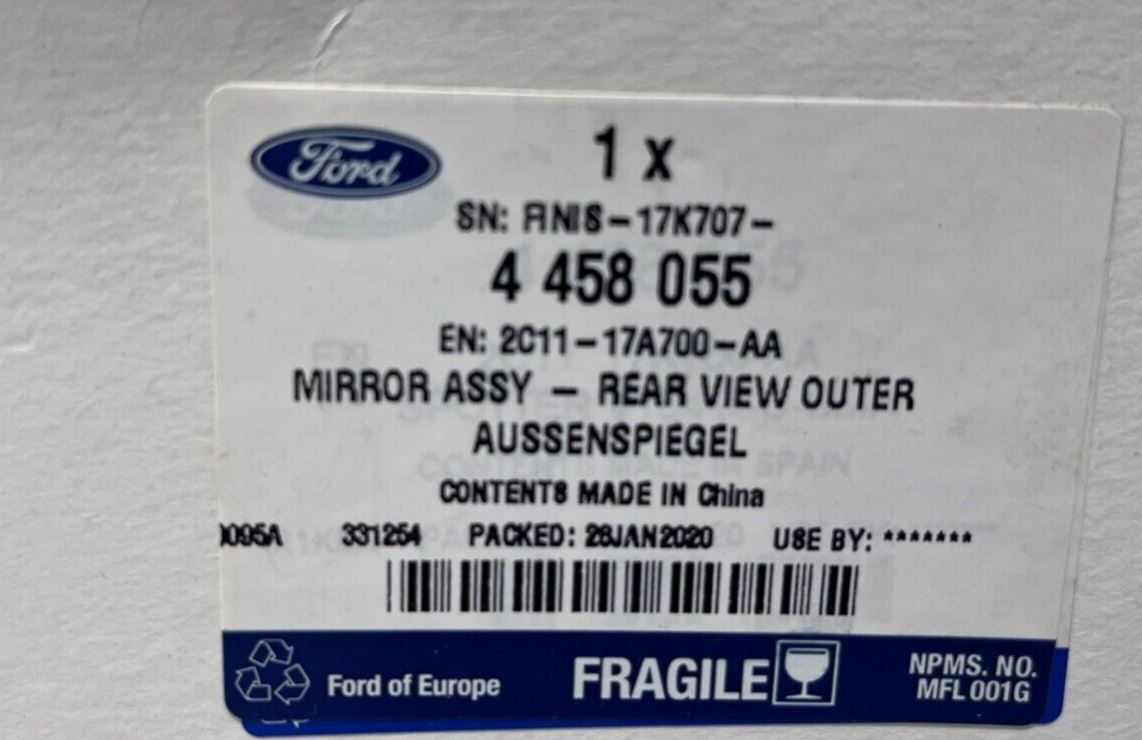 Ford
1 x
SN: FINIS-17K707-
4 458 055
EN: 2C11-17A700-AA
MIRROR ASSY - REAR VIEW OUTER
AUSSENSPIEGEL
CONTENTS MADE IN China
0095A 331254 PACKED: 28JAN2020 USE BY: *******
Ford of Europe
FRAGILE
NPMS. NO.
MFL 001G